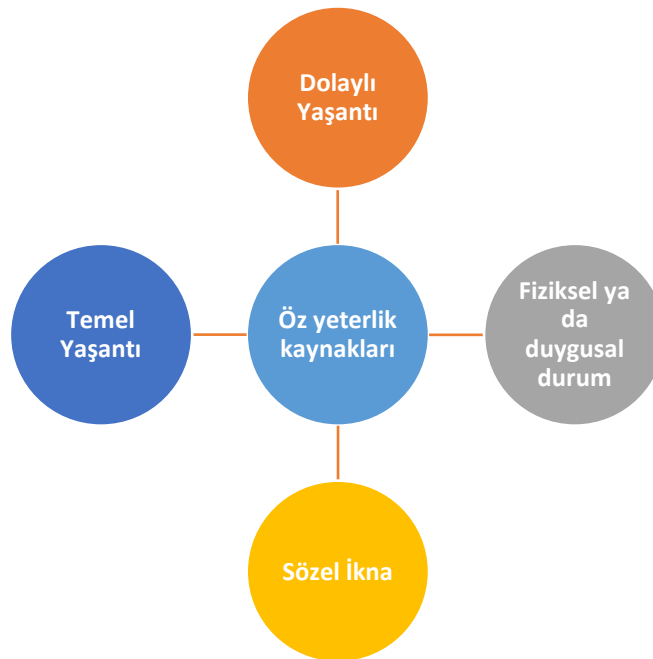 Dolaylı
Yaşantı
Temel
Yaşantı
Öz yeterlik
kaynakları
Fiziksel ya
da
duygusal
durum
Sözel İkna